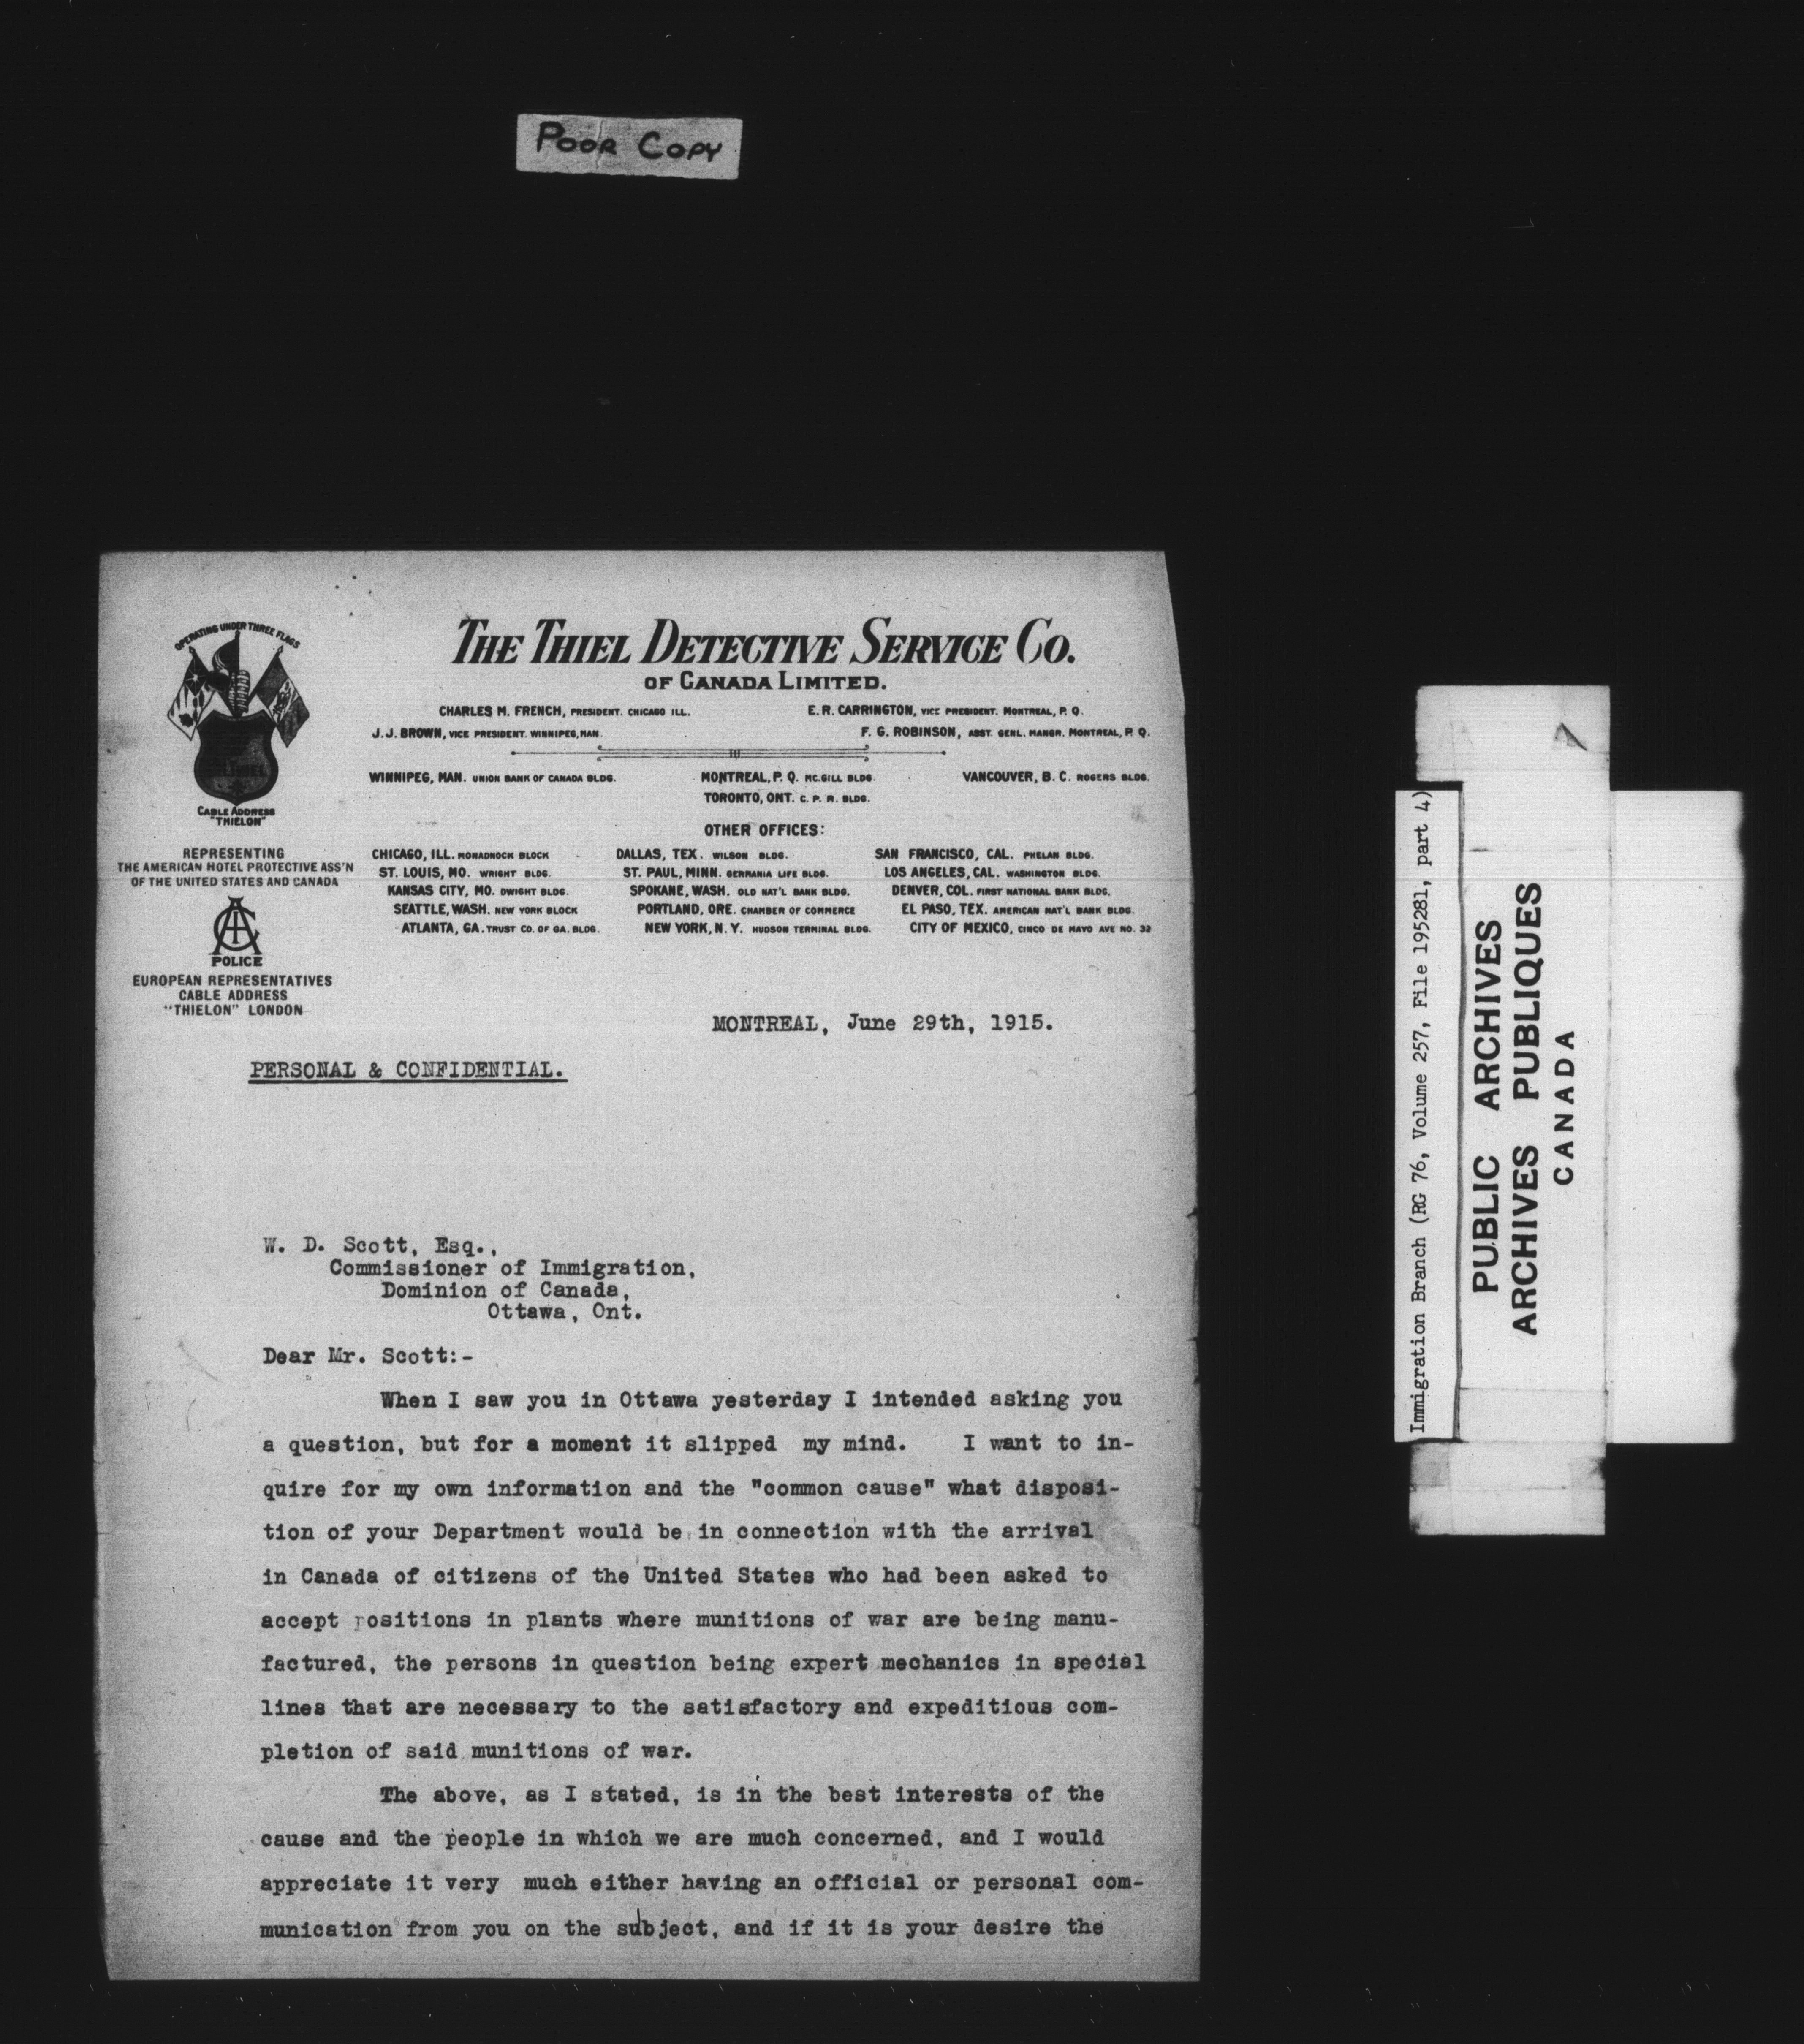 POOR COPY
OPERATING UNDER THREE FLAGS
THE THIEL DETECTIVE SERVICE CO.
OF CANADA LIMITED.
CHARLES M. FRENCH, PRESIDENT. CHICAGO ILL.
E. R. CARRINGTON, VICE PRESIDENT. MONTREAL, P. Q.
J. J. BROWN, VICE PRESIDENT. WINNIPEG, MAN.
F. G. ROBINSON, ASST. GENL. MANGR. MONTREAL, P. Q.
WINNIPEG, MAN. UNION BANK OF CANADA BLDG.
MONTREAL, P. Q. MC.GILL BLDG.
VANCOUVER, B. C. ROGERS BLDG.
TORONTO, ONT. C. P. R. BLDG.
CABLE ADDRESS
"THIELON"
OTHER OFFICES:
CHICAGO, ILL. MONADNOCK BLOCK
DALLAS, TEX. WILSON BLDG.
SAN FRANCISCO, CAL. PHELAN BLDG.
ST. LOUIS, MO. WRIGHT BLDG.
ST. PAUL, MINN. GERMANIA LIFE BLDG.
LOS ANGELES, CAL. WASHINGTON BLDG.
KANSAS CITY, MO. DWIGHT BLDG.
SPOKANE, WASH. OLD NAT'L BANK BLDG.
DENVER, COL. FIRST NATIONAL BANK BLDG.
SEATTLE, WASH. NEW YORK BLOCK
PORTLAND, ORE. CHAMBER OF COMMERCE
EL PASO, TEX. AMERICAN NAT'L BANK BLDG.
ATLANTA, GA. TRUST CO. OF GA. BLDG.
NEW YORK, N. Y. HUDSON TERMINAL BLDG.
CITY OF MEXICO, CINCO DE MAYO AVE NO. 32
REPRESENTING
THE AMERICAN HOTEL PROTECTIVE ASS'N
OF THE UNITED STATES AND CANADA
POLICE
EUROPEAN REPRESENTATIVES
CABLE ADDRESS
"THIELON" LONDON
MONTREAL, June 29th, 1915.
PERSONAL & CONFIDENTIAL.
W. D. Scott, Esq.,
Commissioner of Immigration,
Dominion of Canada,
Ottawa, Ont.
Dear Mr. Scott:-
When I saw you in Ottawa yesterday I intended asking you
a question, but for a moment it slipped my mind. I want to in-
quire for my own information and the "common cause" what disposi-
tion of your Department would be in connection with the arrival
in Canada of citizens of the United States who had been asked to
accept positions in plants where munitions of war are being manu-
factured, the persons in question being expert mechanics in special
lines that are necessary to the satisfactory and expeditious com-
pletion of said munitions of war.
The above, as I stated, is in the best interests of the
cause and the people in which we are much concerned, and I would
appreciate it very much either having an official or personal com-
munication from you on the subject, and if it is your desire the
Immigration Branch (RG 76, Volume 257, File 195281, part 4)
PUBLIC ARCHIVES
ARCHIVES PUBLIQUES
CANADA